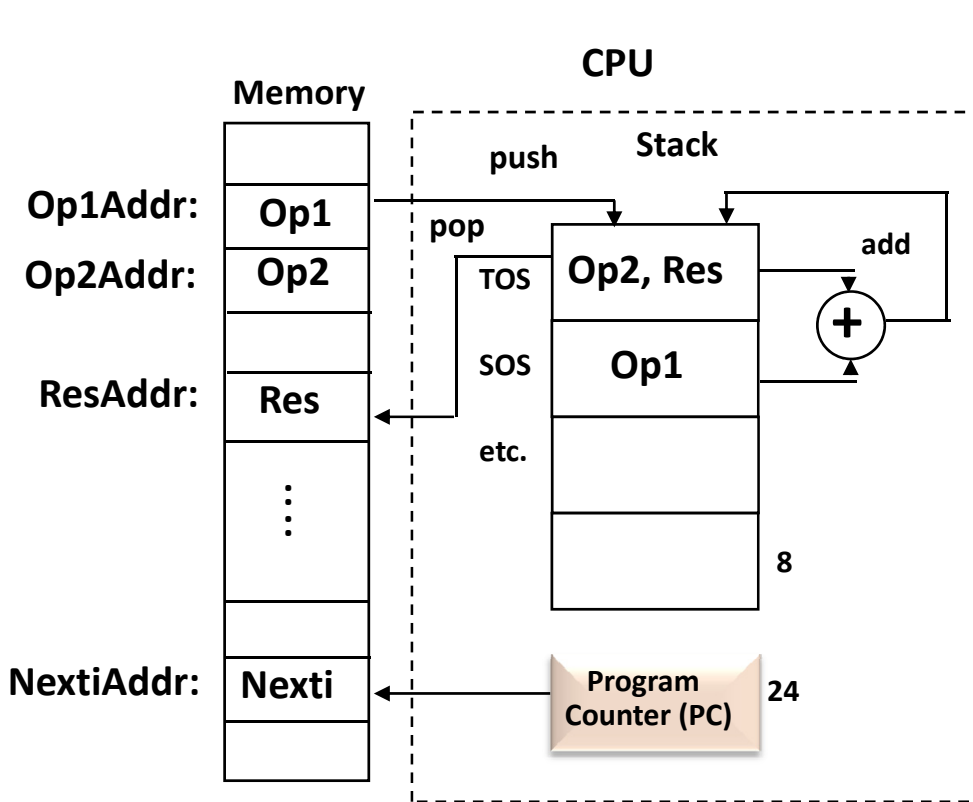 CPU
Memory
Stack
push
Op1Addr:
Op1
pop
add
Op2Addr:
Op2
TOS
Op2, Res
+
SOS
Op1
ResAddr:
Res
etc.
8
NextiAddr:
Nexti
Program
Counter (PC)
24